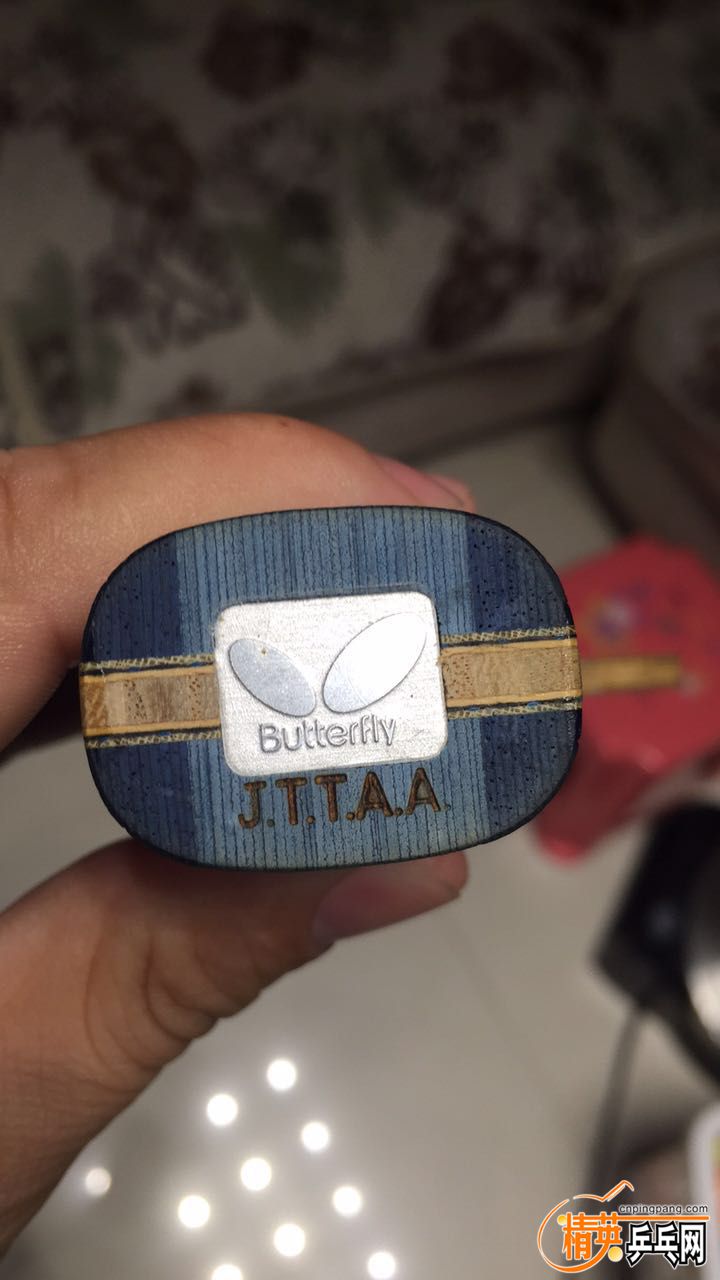 Butterfly
J.T.T.A.A.
cnpingpang.com
精英乒乓网